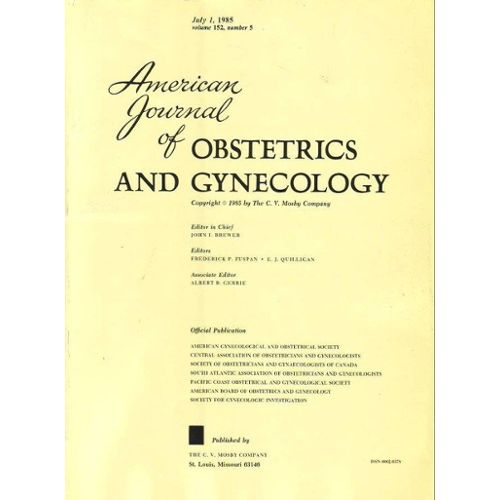 July 1, 1985
volume 152, number 5
American
Journal
of OBSTETRICS
AND GYNECOLOGY
Copyright © 1985 by The C. V. Mosby Company
Editor in Chief
JOHN I. BREWER
Editors
FREDERICK P. ZUSPAN • E. J. QUILLIGAN
Associate Editor
ALBERT B. GERBIE
Official Publication
AMERICAN GYNECOLOGICAL AND OBSTETRICAL SOCIETY
CENTRAL ASSOCIATION OF OBSTETRICIANS AND GYNECOLOGISTS
SOCIETY OF OBSTETRICIANS AND GYNAECOLOGISTS OF CANADA
SOUTH ATLANTIC ASSOCIATION OF OBSTETRICIANS AND GYNECOLOGISTS
PACIFIC COAST OBSTETRICAL AND GYNECOLOGICAL SOCIETY
AMERICAN BOARD OF OBSTETRICS AND GYNECOLOGY
SOCIETY FOR GYNECOLOGIC INVESTIGATION
Published by
THE C. V. MOSBY COMPANY
St. Louis, Missouri 63146
ISSN 0002-9378